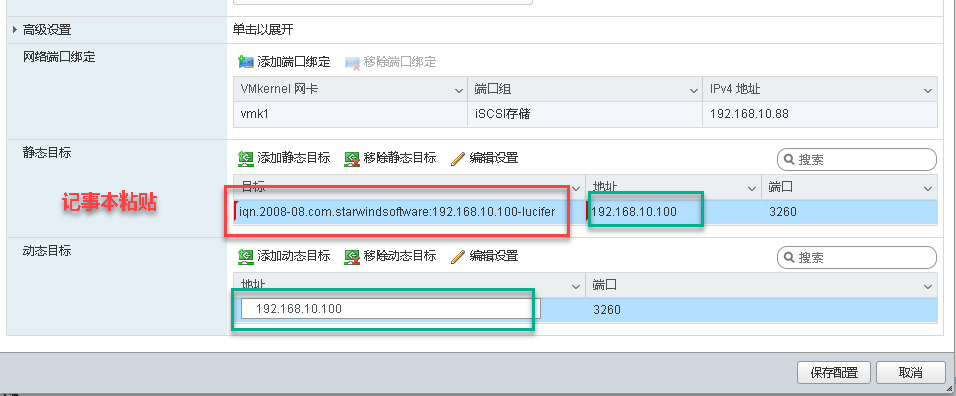 高级设置 单击以展开
网络端口绑定 添加端口绑定 移除端口绑定
VMkernel 网卡 端口组 IPv4 地址
vmk1 iSCSI存储 192.168.10.88
静态目标 添加静态目标 移除静态目标 编辑设置 搜索
目标 地址 端口
记事本粘贴
iqn.2008-08.com.starwindsoftware:192.168.10.100-lucifer 192.168.10.100 3260
动态目标 添加动态目标 移除动态目标 编辑设置 搜索
地址 端口
192.168.10.100 3260
保存配置 取消